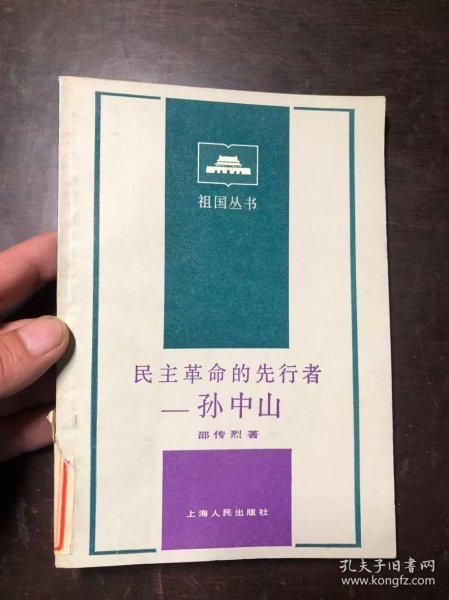 祖国丛书
民主革命的先行者
—孙中山
邵传烈著
上海人民出版社
孔夫子旧书网
www.kongfz.com